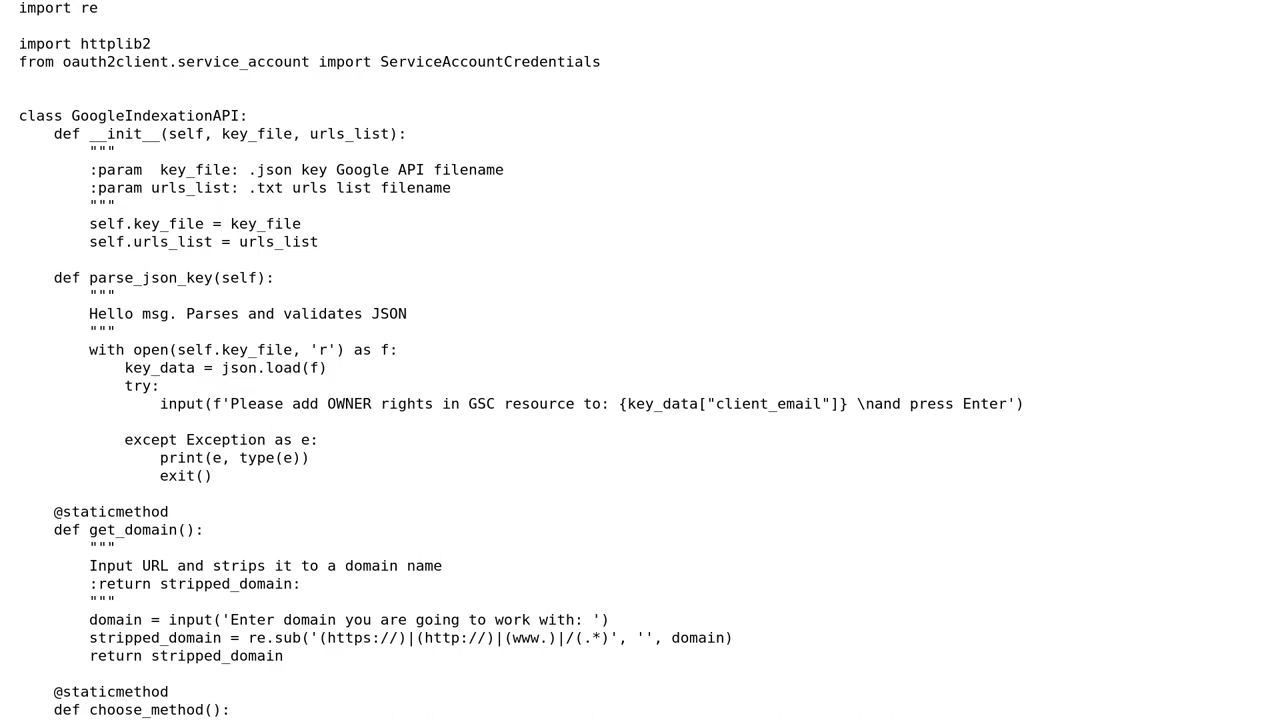 import re

import httplib2
from oauth2client.service_account import ServiceAccountCredentials


class GoogleIndexationAPI:
    def __init__(self, key_file, urls_list):
        """
        :param  key_file: .json key Google API filename
        :param urls_list: .txt urls list filename
        """
        self.key_file = key_file
        self.urls_list = urls_list

    def parse_json_key(self):
        """
        Hello msg. Parses and validates JSON
        """
        with open(self.key_file, 'r') as f:
            key_data = json.load(f)
            try:
                input(f'Please add OWNER rights in GSC resource to: {key_data["client_email"]} \nand press Enter')

            except Exception as e:
                print(e, type(e))
                exit()

    @staticmethod
    def get_domain():
        """
        Input URL and strips it to a domain name
        :return stripped_domain:
        """
        domain = input('Enter domain you are going to work with: ')
        stripped_domain = re.sub('(https://)|(http://)|(www.)|/(.*)', '', domain)
        return stripped_domain

    @staticmethod
    def choose_method():